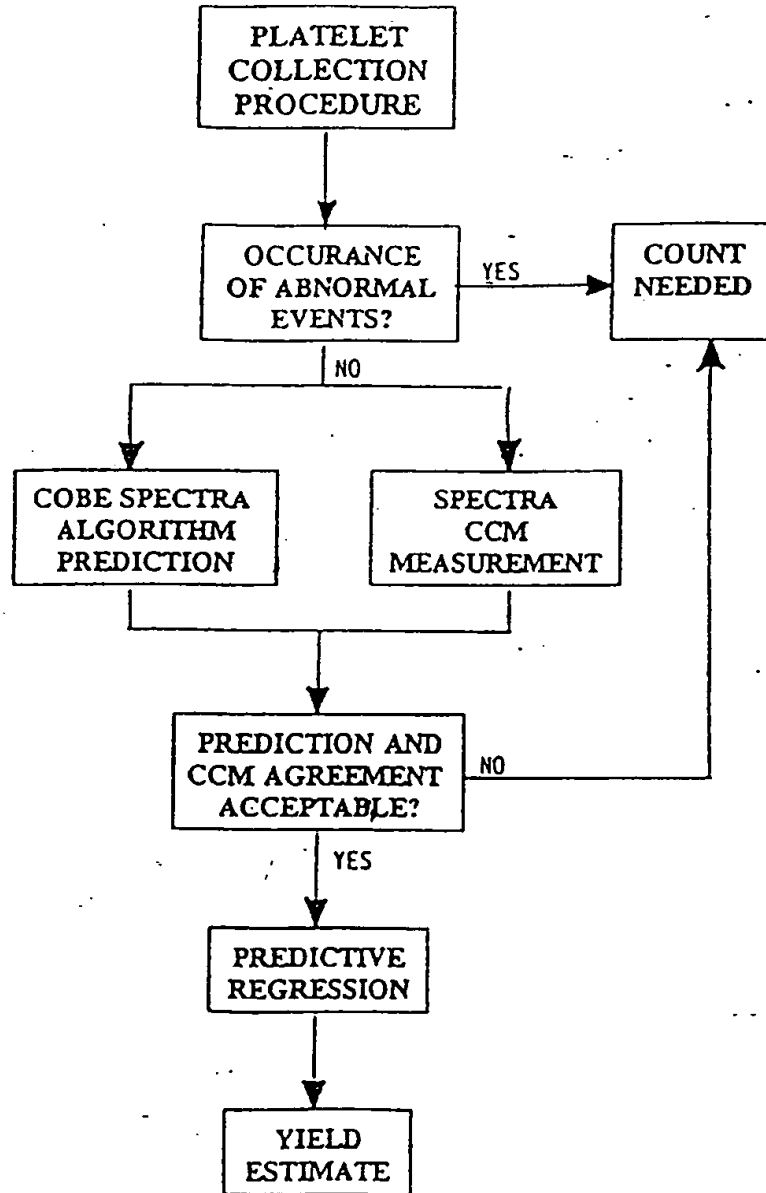 PLATELET
COLLECTION
PROCEDURE
OCCURANCE
OF ABNORMAL
EVENTS?
YES
COUNT
NEEDED
NO
COBE SPECTRA
ALGORITHM
PREDICTION
SPECTRA
CCM
MEASUREMENT
PREDICTION AND
CCM AGREEMENT
ACCEPTABLE?
NO
YES
PREDICTIVE
REGRESSION
YIELD
ESTIMATE